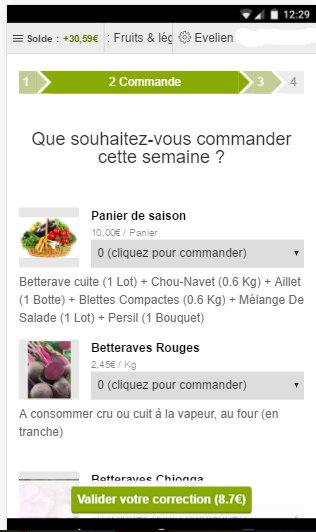 12:29
≡ Solde : +30,59€ : Fruits & lég Evelien
1 2 Commande 3 4
Que souhaitez-vous commander
cette semaine ?
Panier de saison
10,00€ / Panier
0 (cliquez pour commander)
Betterave cuite (1 Lot) + Chou-Navet (0.6 Kg) + Aillet
(1 Botte) + Blettes Compactes (0.6 Kg) + Mélange De
Salade (1 Lot) + Persil (1 Bouquet)
Betteraves Rouges
2,45€ / Kg
0 (cliquez pour commander)
A consommer cru ou cuit à la vapeur, au four (en
tranche)
Betteraves Chiogga
Valider votre correction (8.7€)